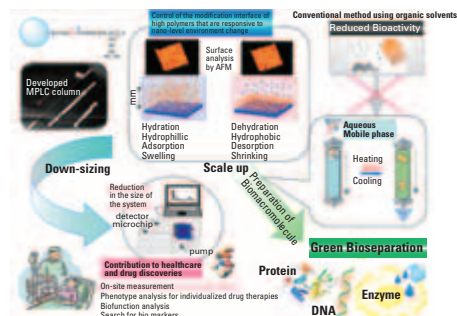 Control of the modification interface of
high polymers that are responsive to
nano-level environment change
Conventional method using organic solvents
Reduced Bioactivity
Surface
analysis
by AFM
Developed
MPLC column
mm
Hydration
Hydrophillic
Adsorption
Swelling
Dehydration
Hydrophobic
Desorption
Shrinking
Aqueous
Mobile phase
Heating
Cooling
Down-sizing
Scale up
Reduction
in the size of
the system
detector
microchip
pump
Preparation of
Biomacromolecule
Green Bioseparation
Contribution to healthcare
and drug discoveries
On-site measurement
Phenotype analysis for individualized drug therapies
Biofunction analysis
Search for bio markers
Protein
DNA
Enzyme